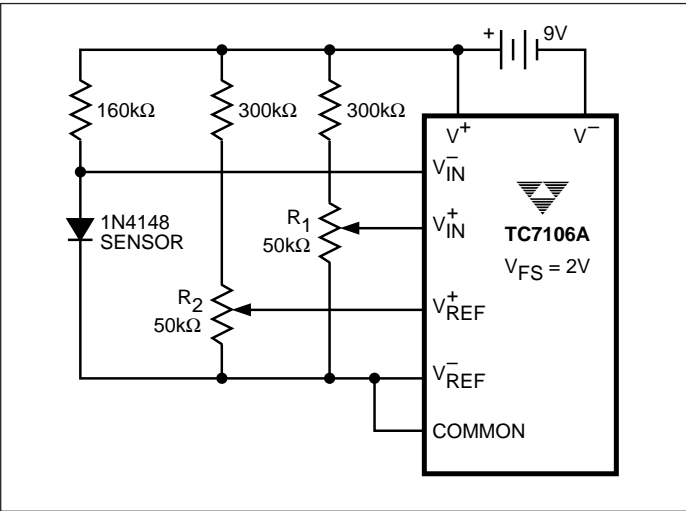 + 9V
160kΩ 300kΩ 300kΩ
V+ V−
V−IN
1N4148
SENSOR
R1
50kΩ
V+IN
TC7106A
VFS = 2V
R2
50kΩ
V+REF
V−REF
COMMON